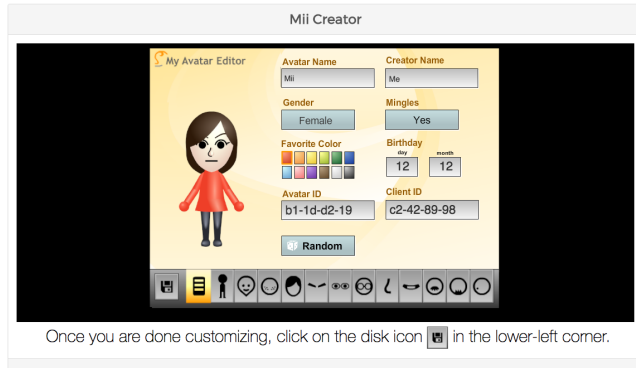 Mii Creator
My Avatar Editor
Avatar Name
Creator Name
Mii
Me
Gender
Mingles
Female
Yes
Favorite Color
Birthday
day
month
12
12
Avatar ID
Client ID
b1-1d-d2-19
c2-42-89-98
Random
Once you are done customizing, click on the disk icon in the lower-left corner.